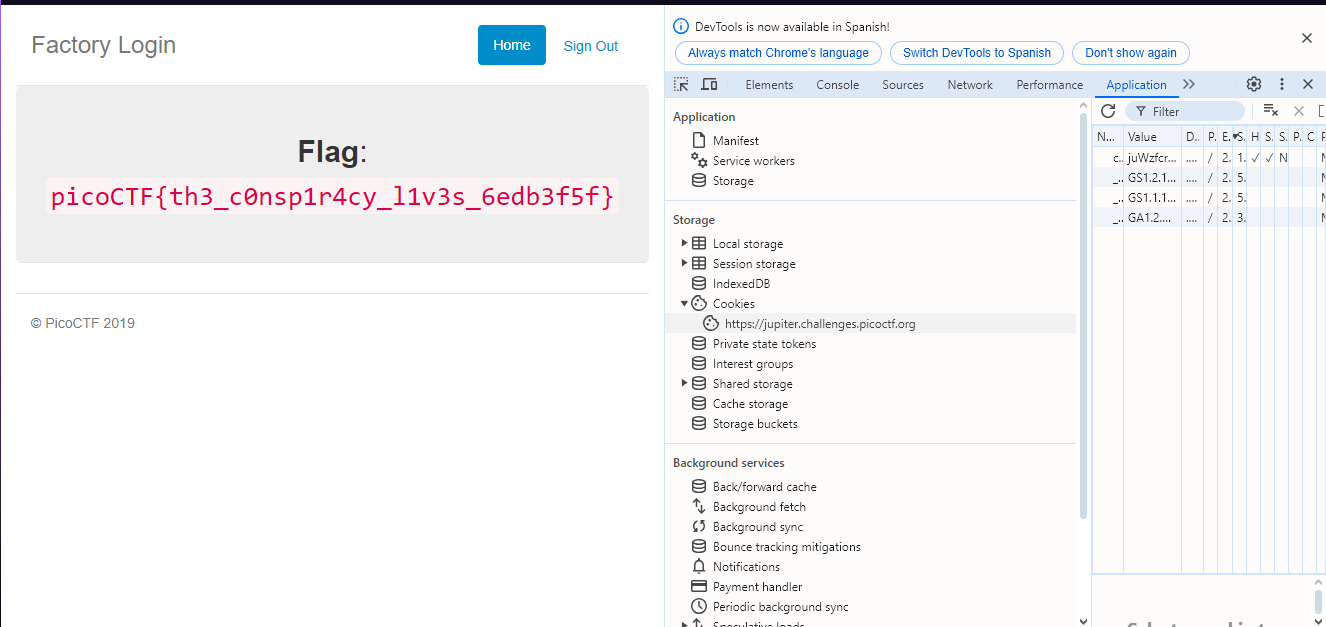 Factory Login
Home
Sign Out
Flag:
picoCTF{th3_c0nsp1r4cy_l1v3s_6edb3f5f}
© PicoCTF 2019
DevTools is now available in Spanish!
Always match Chrome's language
Switch DevTools to Spanish
Don't show again
Elements
Console
Sources
Network
Performance
Application
Application
Manifest
Service workers
Storage
Storage
Local storage
Session storage
IndexedDB
Cookies
https://jupiter.challenges.picoctf.org
Private state tokens
Interest groups
Shared storage
Cache storage
Storage buckets
Background services
Back/forward cache
Background fetch
Background sync
Bounce tracking mitigations
Notifications
Payment handler
Periodic background sync
Filter
N... Value D.. P. E. S. H S. S. P. C
c. juWzfcr... .... / 2. 1. ✓ ✓ N
_.. GS1.2.1... .... / 2. 5.
_.. GS1.1.1... .... / 2. 5.
_.. GA1.2.... .... / 2. 3.